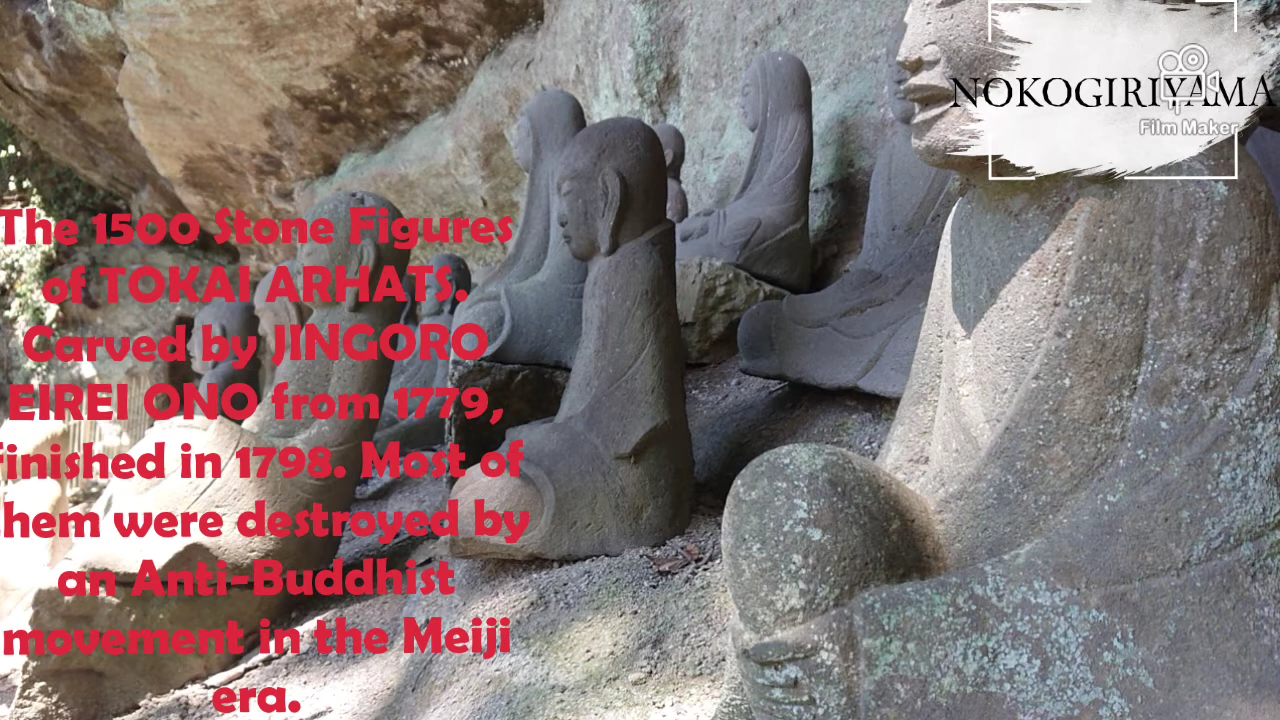 NOKOGIRIYAMA
Film Maker
The 1500 Stone Figures
of TOKAI ARHATS.
Carved by JINGORO
EIREI ONO from 1779,
finished in 1798. Most of
them were destroyed by
an Anti-Buddhist
movement in the Meiji
era.